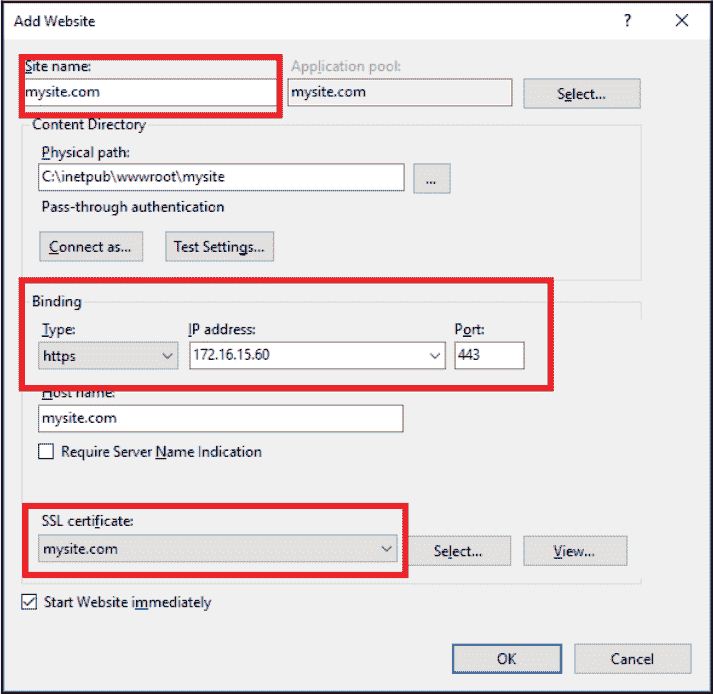 Add Website
?
Site name:
Application pool:
mysite.com
mysite.com
Select...
Content Directory
Physical path:
C:\inetpub\wwwroot\mysite
...
Pass-through authentication
Connect as...
Test Settings...
Binding
Type:
IP address:
Port:
https
172.16.15.60
443
Host name:
mysite.com
Require Server Name Indication
SSL certificate:
mysite.com
Select...
View...
Start Website immediately
OK
Cancel